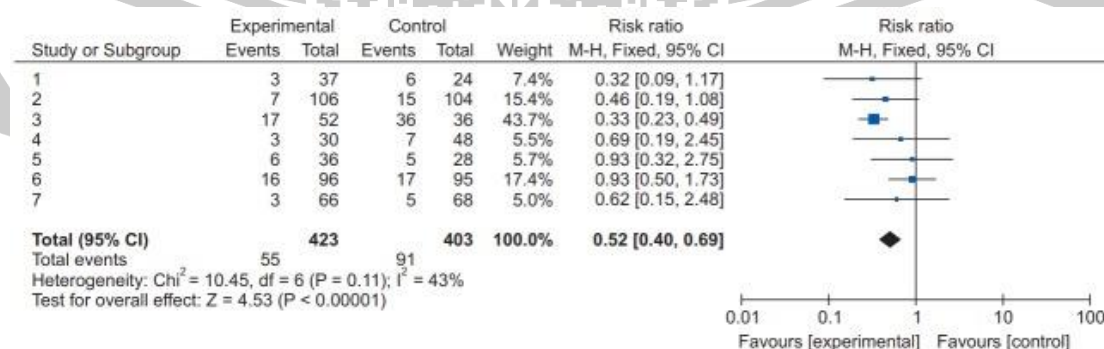 Experimental Control Risk ratio Risk ratio
Study or Subgroup Events Total Events Total Weight M-H, Fixed, 95% CI M-H, Fixed, 95% CI
1 3 37 6 24 7.4% 0.32 [0.09, 1.17]
2 7 106 15 104 15.4% 0.46 [0.19, 1.08]
3 17 52 36 36 43.7% 0.33 [0.23, 0.49]
4 3 30 7 48 5.5% 0.69 [0.19, 2.45]
5 6 36 5 28 5.7% 0.93 [0.32, 2.75]
6 16 96 17 95 17.4% 0.93 [0.50, 1.73]
7 3 66 5 68 5.0% 0.62 [0.15, 2.48]
Total (95% CI) 423 403 100.0% 0.52 [0.40, 0.69]
Total events 55 91
Heterogeneity: Chi² = 10.45, df = 6 (P = 0.11); I² = 43%
Test for overall effect: Z = 4.53 (P < 0.00001)
0.01 0.1 1 10 100
Favours [experimental] Favours [control]